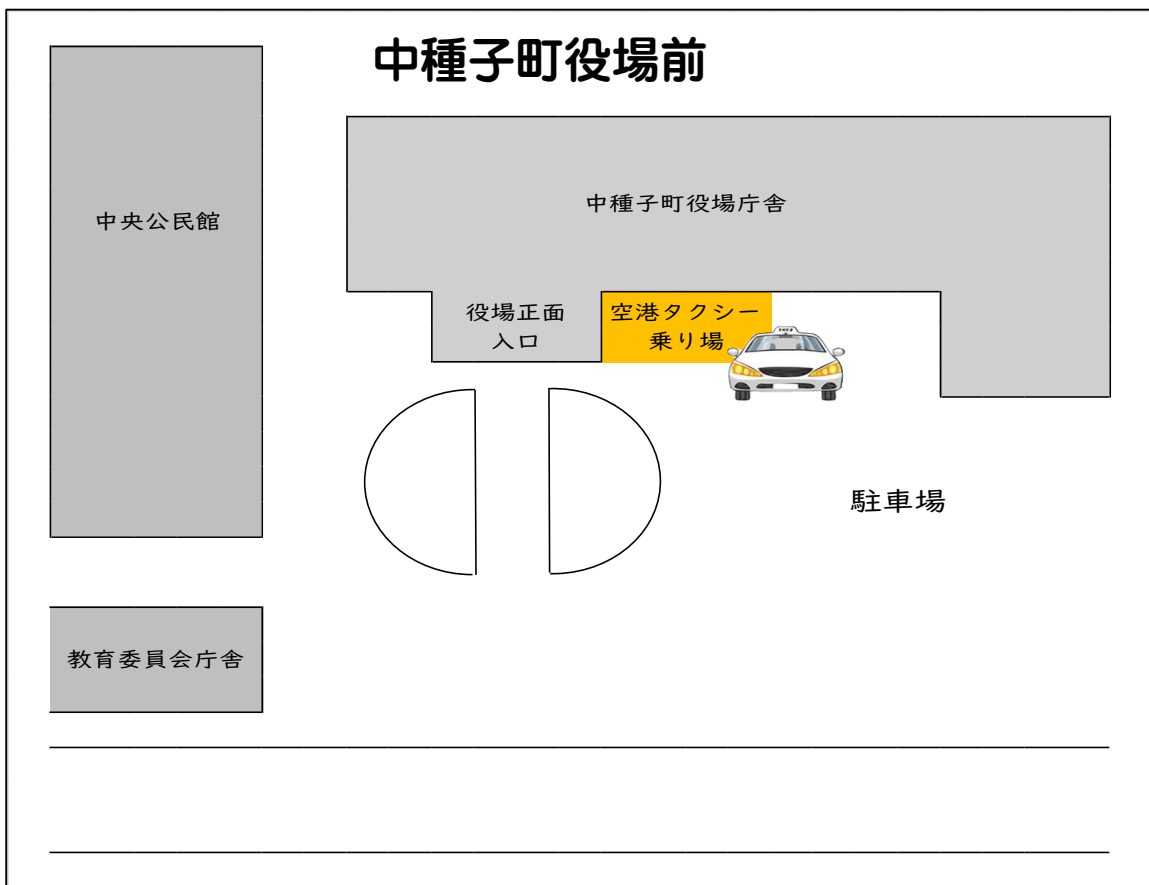 中種子町役場前
中種子町役場庁舎
中央公民館
役場正面
入口
空港タクシー
乗り場
駐車場
教育委員会庁舎